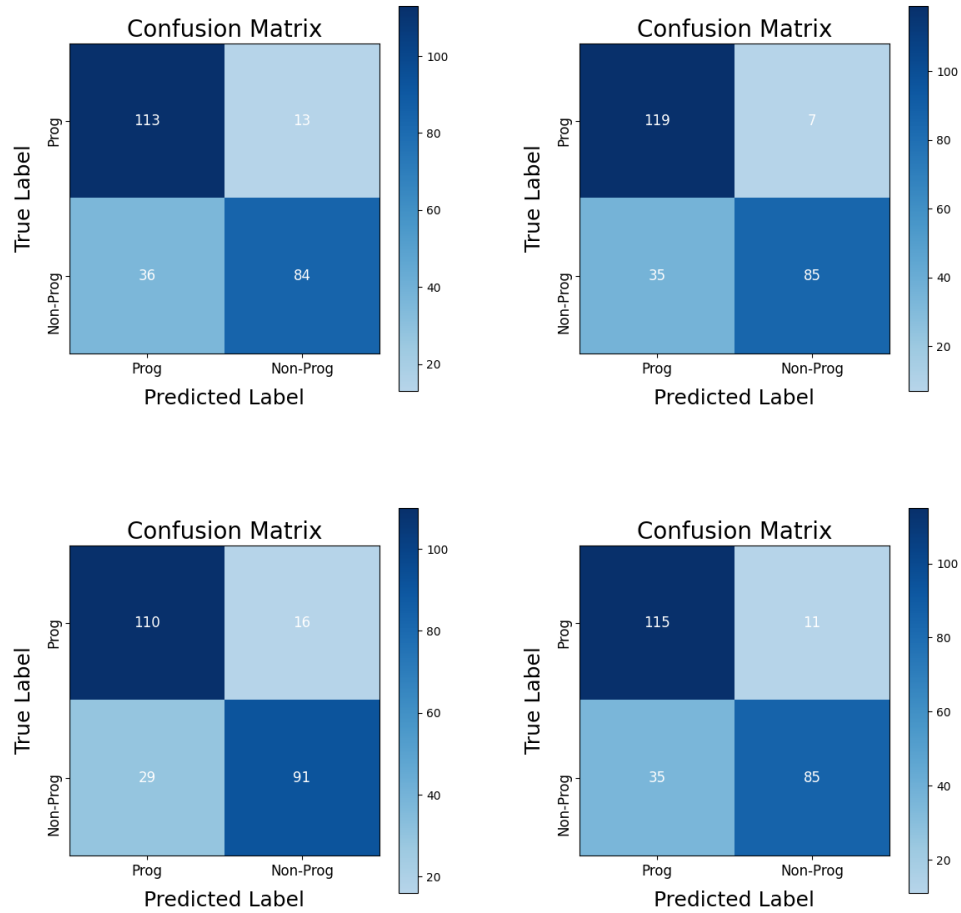 Confusion Matrix
Prog
Non-Prog
True Label
113 13
36 84
Prog Non-Prog
Predicted Label
100
80
60
40
20
Confusion Matrix
Prog
Non-Prog
True Label
119 7
35 85
Prog Non-Prog
Predicted Label
100
80
60
40
20
Confusion Matrix
Prog
Non-Prog
True Label
110 16
29 91
Prog Non-Prog
Predicted Label
100
80
60
40
20
Confusion Matrix
Prog
Non-Prog
True Label
115 11
35 85
Prog Non-Prog
Predicted Label
100
80
60
40
20